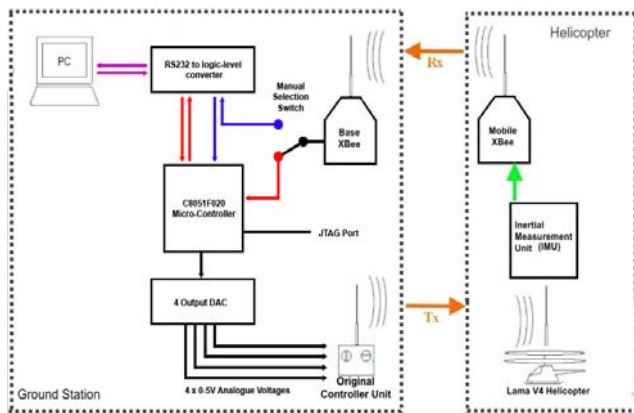 Helicopter
PC
RS232 to logic-level
converter
Manual
Selection
Switch
Base
XBee
Rx
Mobile
XBee
C8051F020
Micro-Controller
JTAG Port
Inertial
Measurement
Unit (IMU)
4 Output DAC
Tx
4 x 0-5V Analogue Voltages
Original
Controller Unit
Ground Station
Lama V4 Helicopter